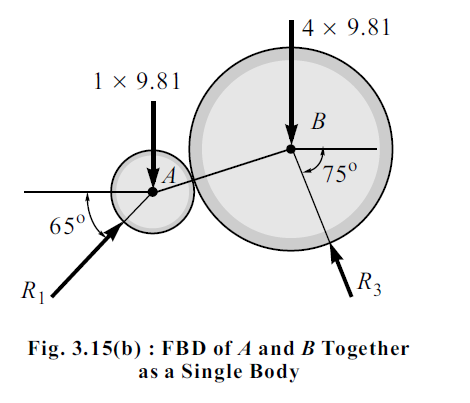 4 × 9.81
1 × 9.81
B
A
75°
65°
R₁
R₃
Fig. 3.15(b) : FBD of A and B Together
as a Single Body